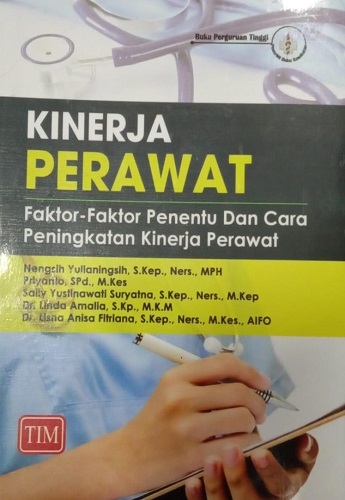 Buku Perguruan Tinggi
KINERJA
PERAWAT
Faktor-Faktor Penentu Dan Cara
Peningkatan Kinerja Perawat
Nengsih Yulianingsih, S.Kep., Ners., MPH
Priyanto, SPd., M.Kes
Sally Yustinawati Suryatna, S.Kep., Ners., M.Kep
Dr. Linda Amalia, S.Kp., M.K.M
Dr. Lisna Anisa Fitriana, S.Kep., Ners., M.Kes., AIFO
TIM